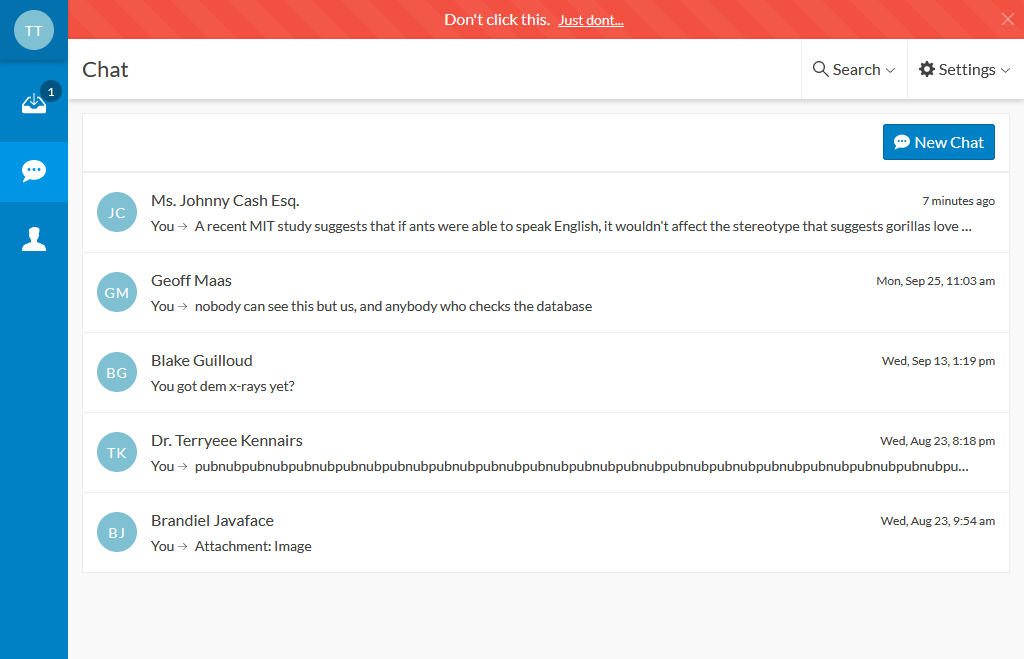 TT
Don't click this. Just dont...
1
Chat
Search
Settings
New Chat
JC
Ms. Johnny Cash Esq.
7 minutes ago
You → A recent MIT study suggests that if ants were able to speak English, it wouldn't affect the stereotype that suggests gorillas love ...
GM
Geoff Maas
Mon, Sep 25, 11:03 am
You → nobody can see this but us, and anybody who checks the database
BG
Blake Guilloud
Wed, Sep 13, 1:19 pm
You got dem x-rays yet?
TK
Dr. Terryeee Kennairs
Wed, Aug 23, 8:18 pm
You → pubnubpubnubpubnubpubnubpubnubpubnubpubnubpubnubpubnubpubnubpubnubpubnubpubnubpubnubpubnubpubnubpu...
BJ
Brandiel Javaface
Wed, Aug 23, 9:54 am
You → Attachment: Image